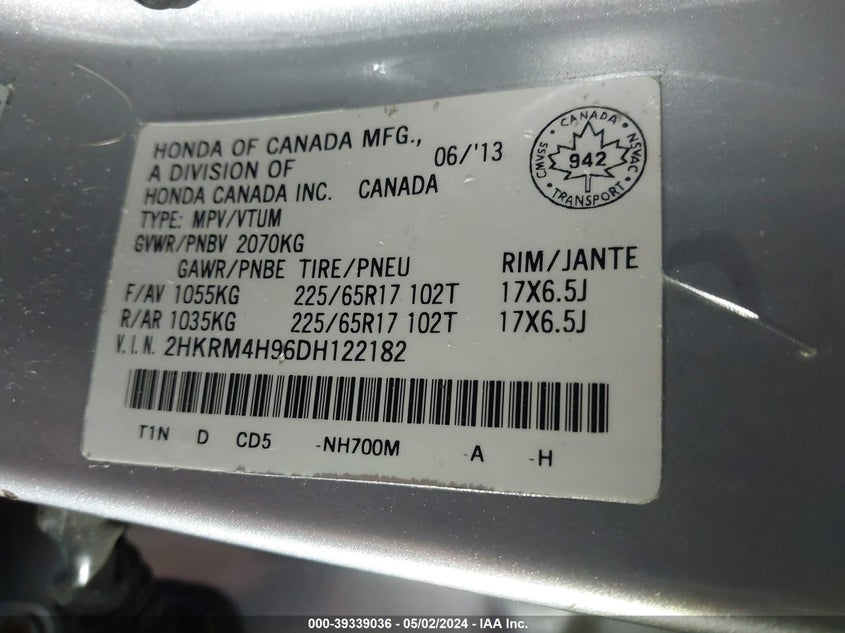 HONDA OF CANADA MFG., 06/'13
A DIVISION OF
HONDA CANADA INC. CANADA
TYPE: MPV/VTUM
GVWR/PNBV 2070KG
GAWR/PNBE TIRE/PNEU RIM/JANTE
F/AV 1055KG 225/65R17 102T 17X6.5J
R/AR 1035KG 225/65R17 102T 17X6.5J
V.I.N. 2HKRM4H96DH122182
T1N D CD5 -NH700M -A -H
CANADA
CMVSS 942 NSVAC
TRANSPORT
000-39339036 — 05/02/2024 — IAA Inc.